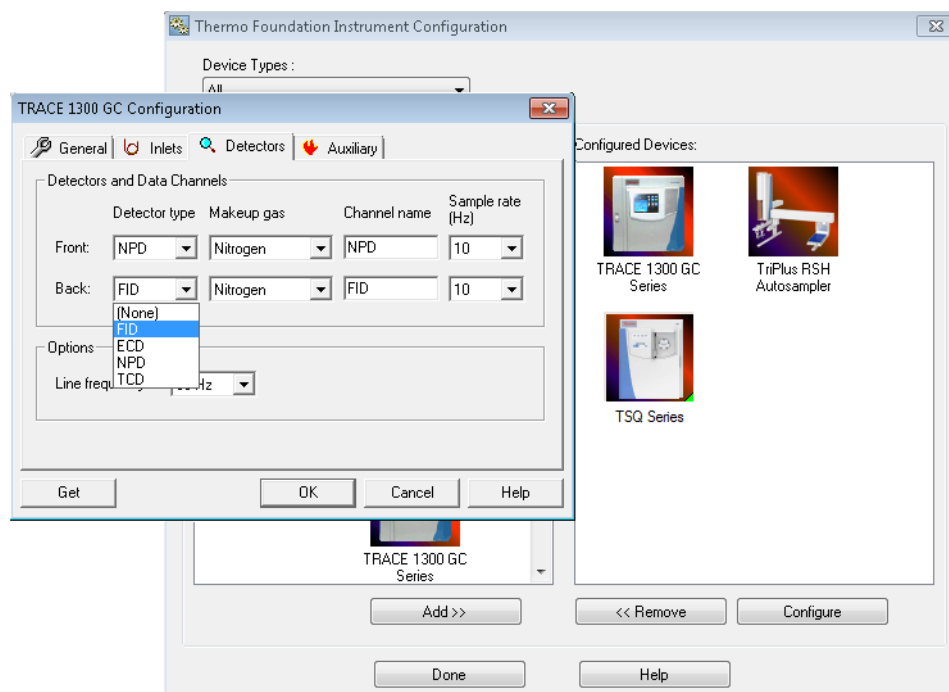 Thermo Foundation Instrument Configuration
Device Types :
All
TRACE 1300 GC Configuration
General
Inlets
Detectors
Auxiliary
Detectors and Data Channels
Detector type
Makeup gas
Channel name
Sample rate
(Hz)
Front:
NPD
Nitrogen
NPD
10
Back:
FID
Nitrogen
FID
10
(None)
FID
ECD
NPD
TCD
Options
Line
Hz
Get
OK
Cancel
Help
Configured Devices:
TRACE 1300 GC
Series
TriPlus RSH
Autosampler
TSQ Series
TRACE 1300 GC
Series
Add >>
<< Remove
Configure
Done
Help